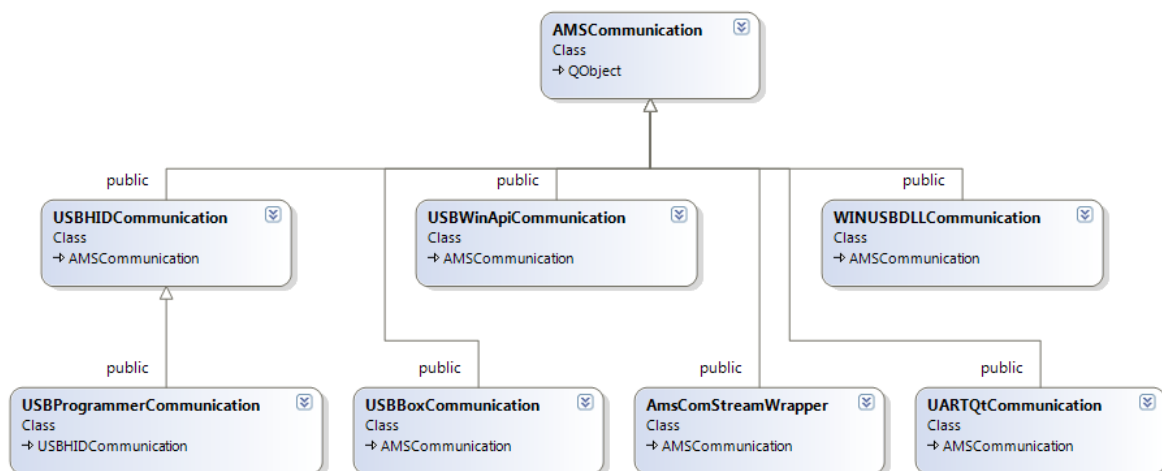 AMSCommunication
Class
QObject
public
public
public
USBHIDCommunication
Class
AMSCommunication
USBWinApiCommunication
Class
AMSCommunication
WINUSBDLLCommunication
Class
AMSCommunication
public
public
public
public
USBProgrammerCommunication
Class
USBHIDCommunication
USBBoxCommunication
Class
AMSCommunication
AmsComStreamWrapper
Class
AMSCommunication
UARTQtCommunication
Class
AMSCommunication